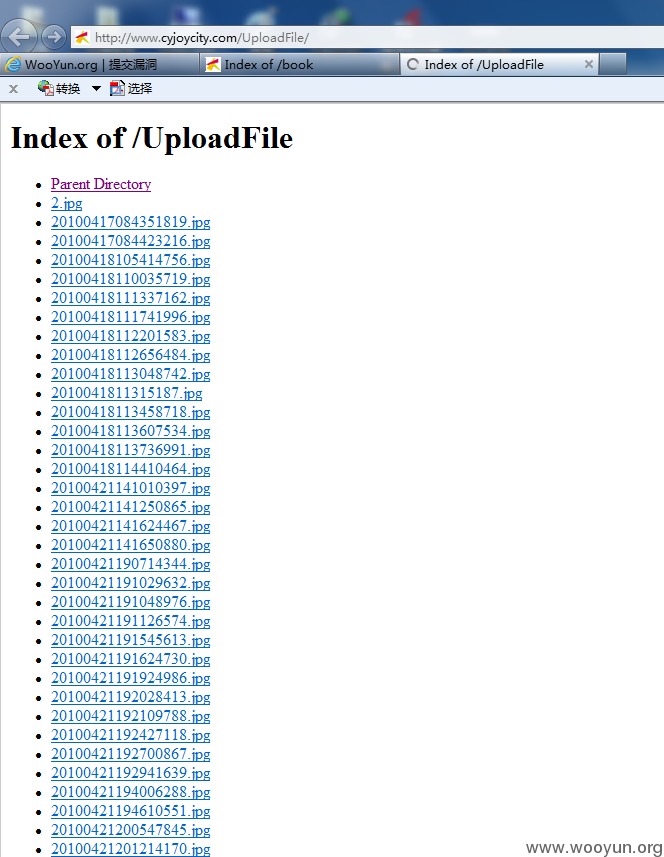 http://www.cyjoycity.com/UploadFile/
WooYun.org | 提交漏洞
Index of /book
Index of /UploadFile
x 转换 选择
Index of /UploadFile
Parent Directory
2.jpg
20100417084351819.jpg
20100417084423216.jpg
20100418105414756.jpg
20100418110035719.jpg
20100418111337162.jpg
20100418111741996.jpg
20100418112201583.jpg
20100418112656484.jpg
20100418113048742.jpg
2010041811315187.jpg
20100418113458718.jpg
20100418113607534.jpg
20100418113736991.jpg
20100418114410464.jpg
20100421141010397.jpg
20100421141250865.jpg
20100421141624467.jpg
20100421141650880.jpg
20100421190714344.jpg
20100421191029632.jpg
20100421191048976.jpg
20100421191126574.jpg
20100421191545613.jpg
20100421191624730.jpg
20100421191924986.jpg
20100421192028413.jpg
20100421192109788.jpg
20100421192427118.jpg
20100421192700867.jpg
20100421192941639.jpg
20100421194006288.jpg
20100421194610551.jpg
20100421200547845.jpg
20100421201214170.jpg
www.wooyun.org